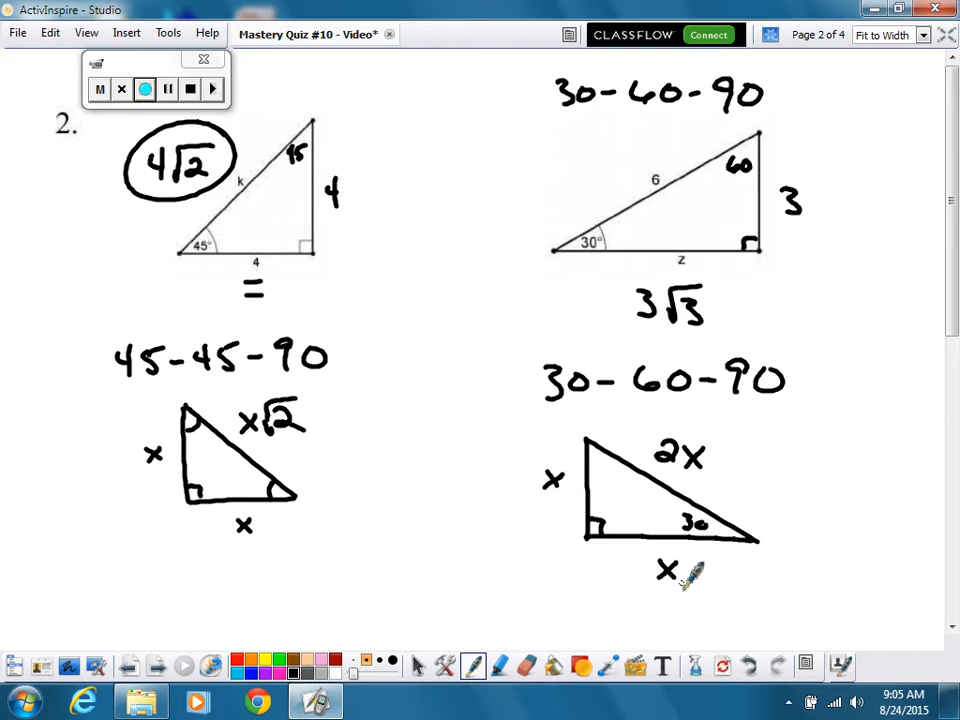 ActivInspire - Studio
File Edit View Insert Tools Help
Mastery Quiz #10 - Video*
CLASSFLOW Connect
Page 2 of 4
Fit to Width
M
2.
4√2
k
45
4
45°
4
=
45-45-90
x√2
x
x
30-60-90
6
60
3
30°
z
3√3
30-60-90
2x
x
30
x
T
9:05 AM
8/24/2015